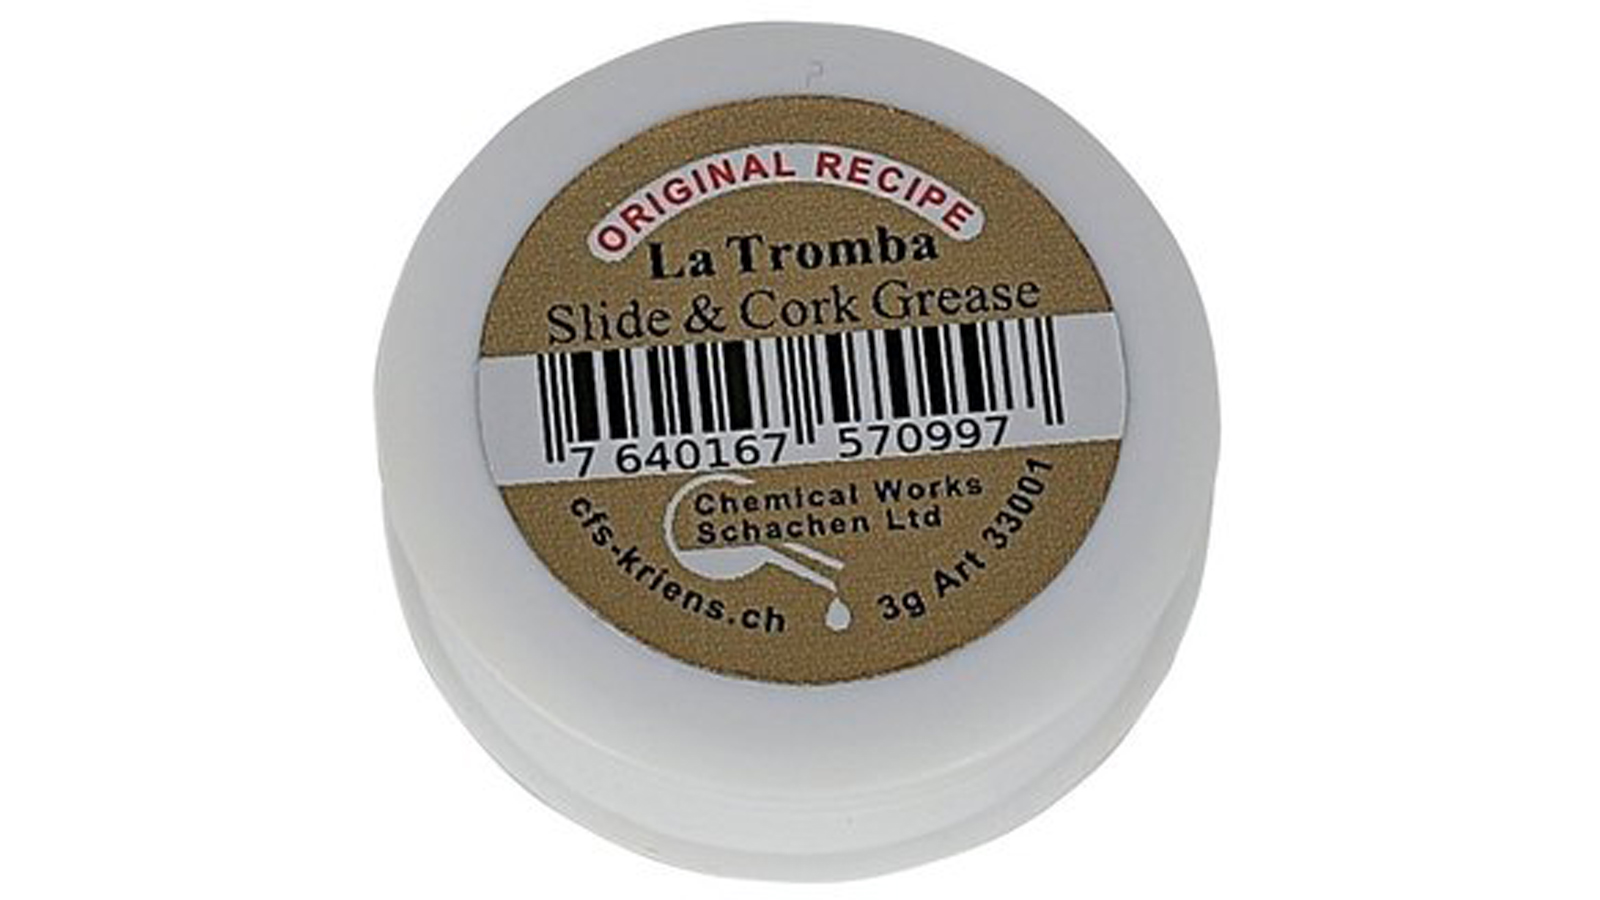 ORIGINAL RECIPE
La Tromba
Slide & Cork Grease
7 640167 570997
Chemical Works
Schachen Ltd
cfs-kriens.ch
3g Art 33001